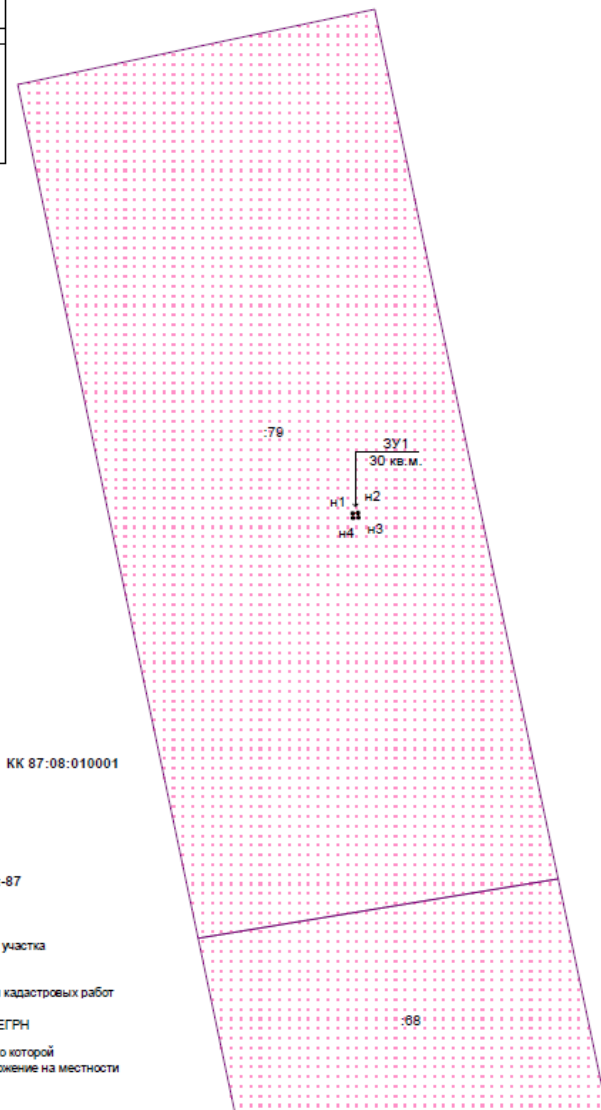 :79
ЗУ1
30 кв.м.
н1 н2
н4 н3
КК 87:08:010001
-87
участка
кадастровых работ
ЕГРН
о которой
жение на местности
:68